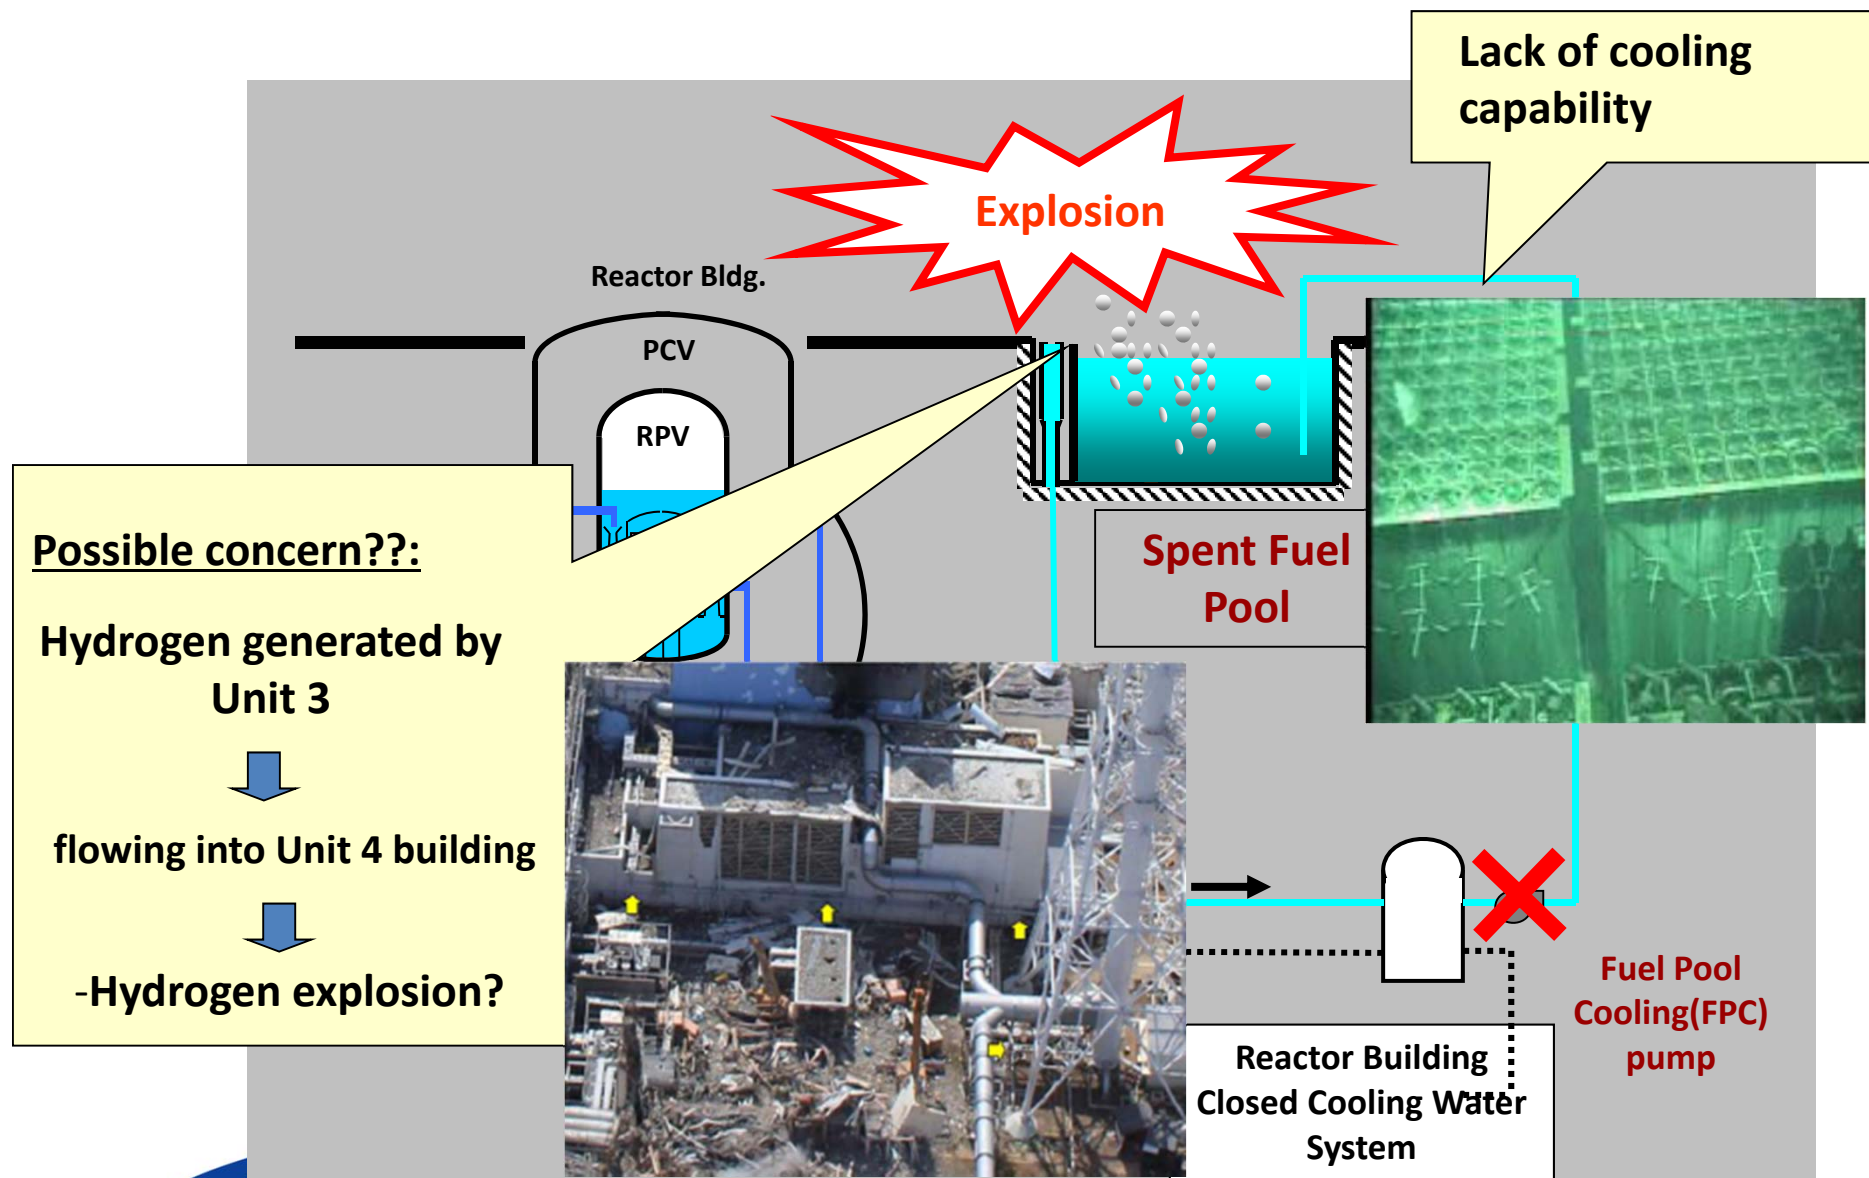 Lack of cooling
capability
Explosion
Reactor Bldg.
PCV
RPV
Possible concern??:
Hydrogen generated by
Unit 3
flowing into Unit 4 building
-Hydrogen explosion?
Spent Fuel
Pool
Fuel Pool
Cooling(FPC)
pump
Reactor Building
Closed Cooling Water
System